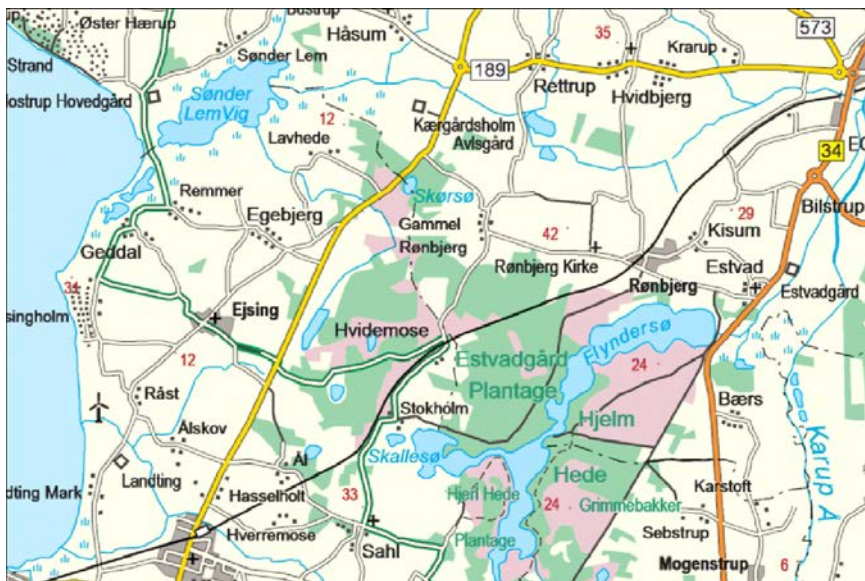 Øster Hærup
Håsum
Krarup
573
Strand
Sønder Lem
189
35
Rettrup
Hvidbjerg
ostrup Hovedgård
Sønder
LemVig
12
Lavhede
Kærgårdsholm
Avlsgård
34
Bilstrup
Remmer
Skørsø
29
Egebjerg
Gammel
Rønbjerg
42
Kisum
Geddal
Rønbjerg Kirke
Estvad
Rønbjerg
Estvadgård
31
singholm
Ejsing
Hvidemose
Flyndersø
Estvadgård
Plantage
24
12
Råst
Stokholm
Hjelm
Bærs
Ålskov
Skallesø
Karup Å
Ål
Hede
dting Mark
Landting
Hasselholt
33
Hjerl Hede
24
Grimmebakker
Karstoft
Hverremose
Sahl
Plantage
Sebstrup
Mogenstrup
6